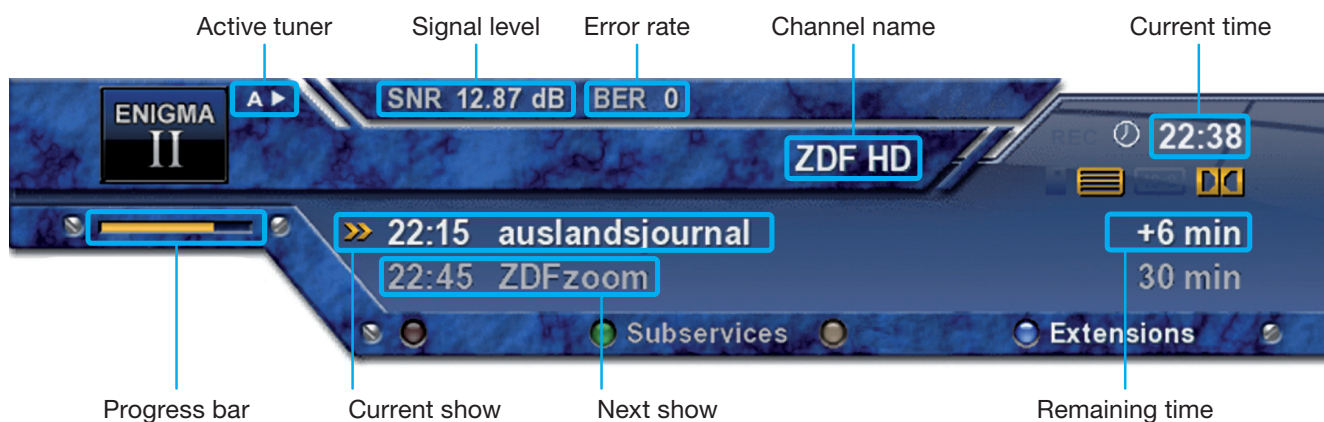 Active tuner Signal level Error rate Channel name Current time
ENIGMA II
A
SNR 12.87 dB BER 0
REC 22:38
ZDF HD
22:15 auslandsjournal +6 min
22:45 ZDFzoom 30 min
Subservices Extensions
Progress bar Current show Next show Remaining time